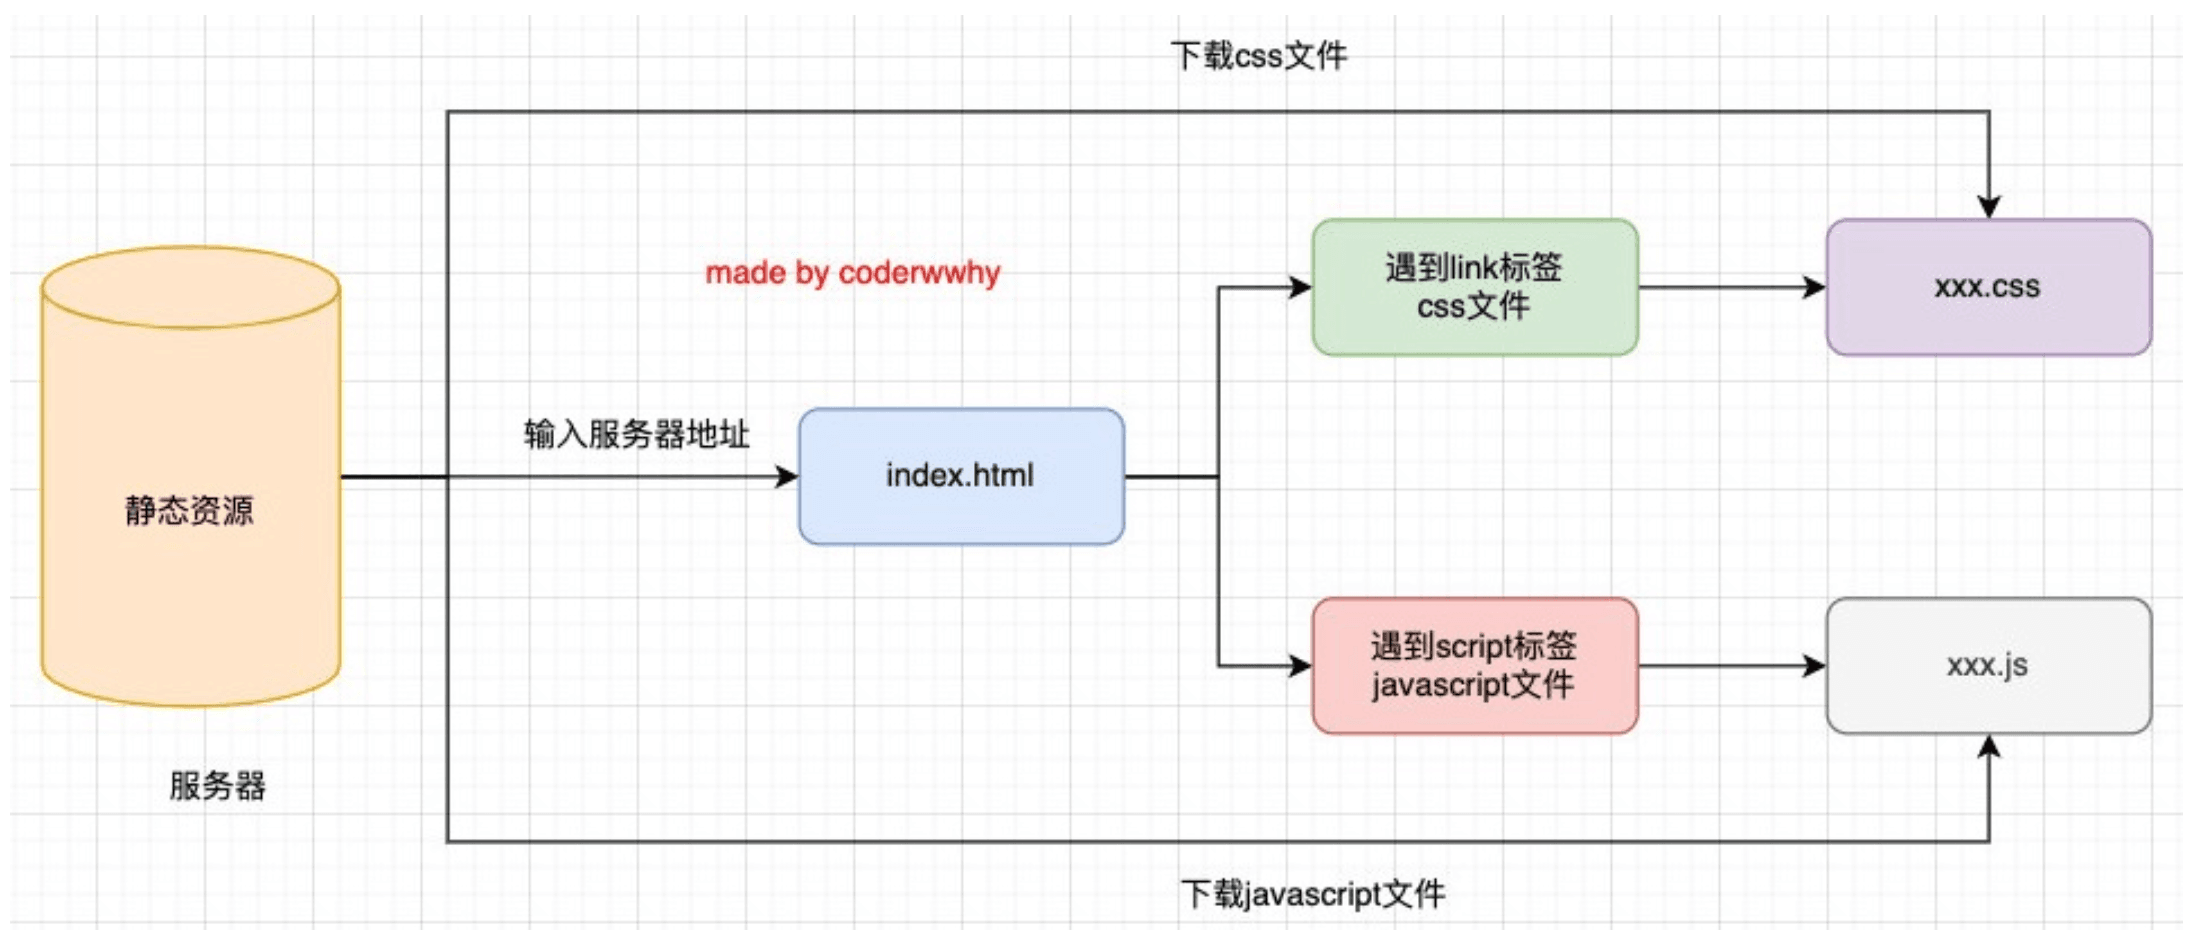 下载css文件
made by coderwwhy
遇到link标签
css文件
xxx.css
输入服务器地址
index.html
静态资源
遇到script标签
javascript文件
xxx.js
服务器
下载javascript文件